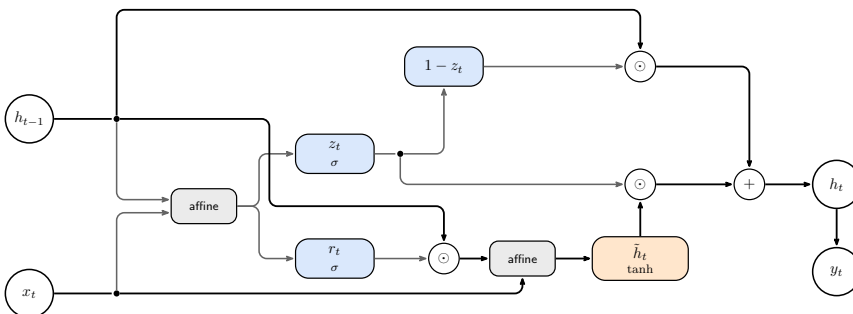 1 − z_t
⊙
h_{t−1}
z_t
σ
affine
⊙
+
h_t
r_t
σ
⊙
affine
h̃_t
tanh
y_t
x_t